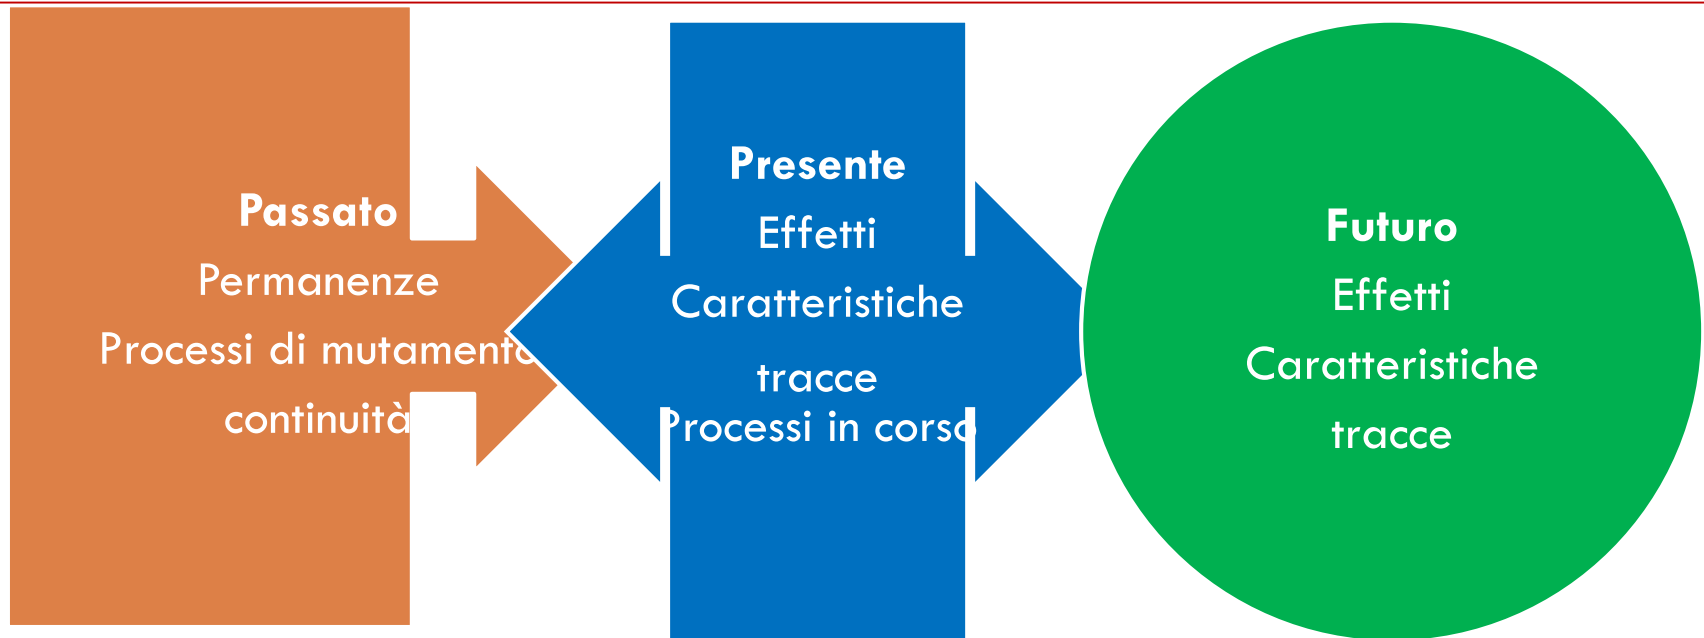 Passato
Permanenze
Processi di mutamento
continuità
Presente
Effetti
Caratteristiche
tracce
Processi in corso
Futuro
Effetti
Caratteristiche
tracce